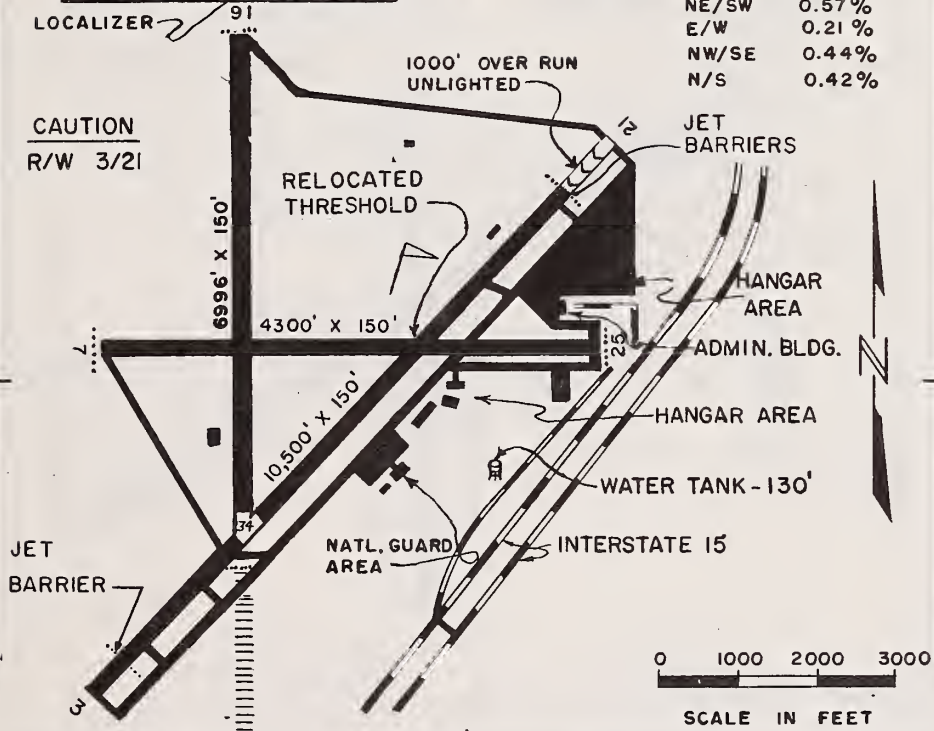 NE/SW 0.57%
E/W 0.21%
NW/SE 0.44%
N/S 0.42%
LOCALIZER
16
1000' OVER RUN
UNLIGHTED
21
JET
BARRIERS
CAUTION
R/W 3/21
RELOCATED
THRESHOLD
6996' X 150'
4300' X 150'
7
25
HANGAR
AREA
ADMIN. BLDG.
N
10,500' X 150'
HANGAR AREA
WATER TANK-130'
34
NATL. GUARD
AREA
INTERSTATE 15
JET
BARRIER
3
0 1000 2000 3000
SCALE IN FEET